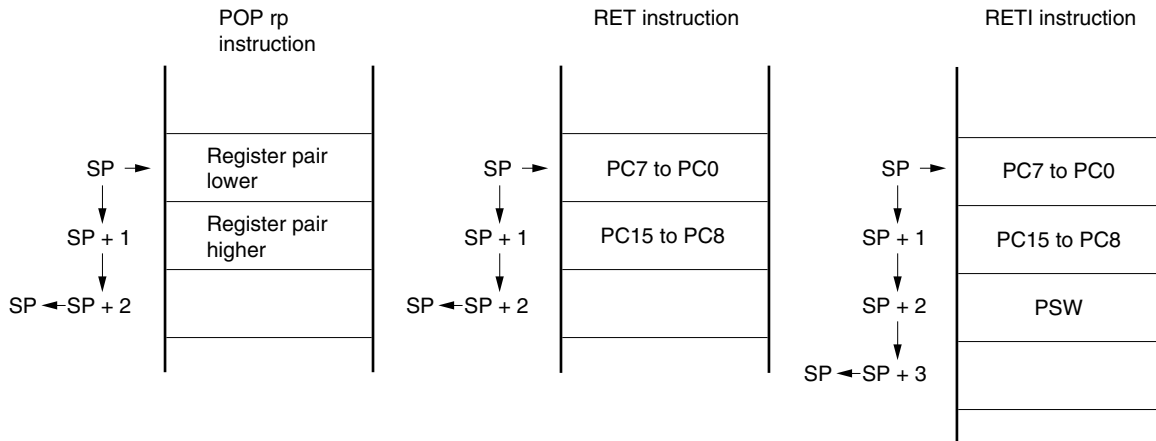 POP rp
instruction
SP
Register pair
lower
SP + 1
Register pair
higher
SP
SP + 2
RET instruction
SP
PC7 to PC0
SP + 1
PC15 to PC8
SP
SP + 2
RETI instruction
SP
PC7 to PC0
SP + 1
PC15 to PC8
SP + 2
PSW
SP
SP + 3